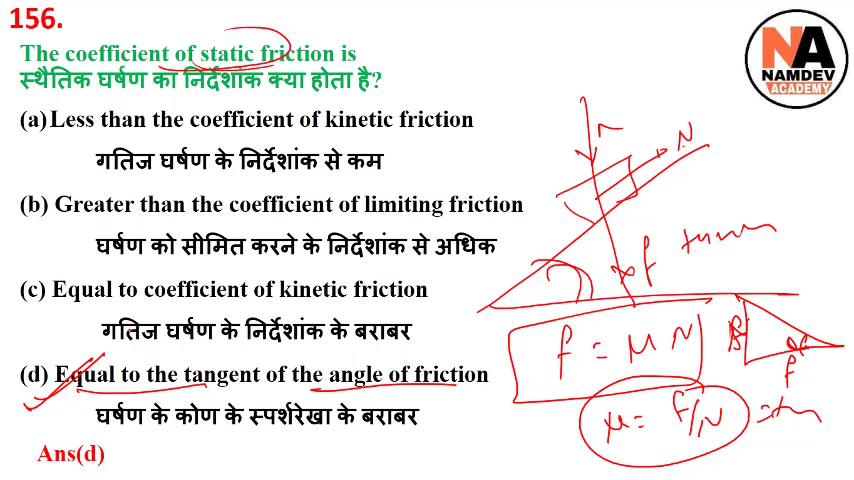 156.
NA
NAMDEV
ACADEMY
The coefficient of static friction is
स्थैतिक घर्षण का निर्देशांक क्या होता है?
(a) Less than the coefficient of kinetic friction
गतिज घर्षण के निर्देशांक से कम
(b) Greater than the coefficient of limiting friction
घर्षण को सीमित करने के निर्देशांक से अधिक
(c) Equal to coefficient of kinetic friction
गतिज घर्षण के निर्देशांक के बराबर
(d) Equal to the tangent of the angle of friction
घर्षण के कोण के स्पर्शरेखा के बराबर
Ans(d)
N
f
f = μ N
f
μ = f/N =